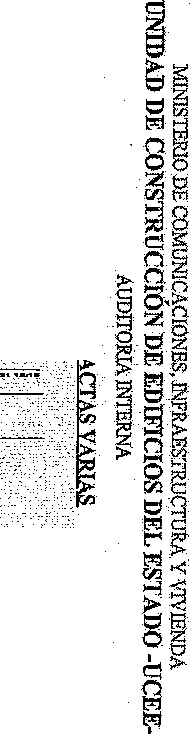 MINISTERIO DE COMUNICACIONES, INFRAESTRUCTURA Y VIVIENDA
UNIDAD DE CONSTRUCCIÓN DE EDIFICIOS DEL ESTADO -UCEE-
AUDITORÍA INTERNA
ACTAS VARIAS